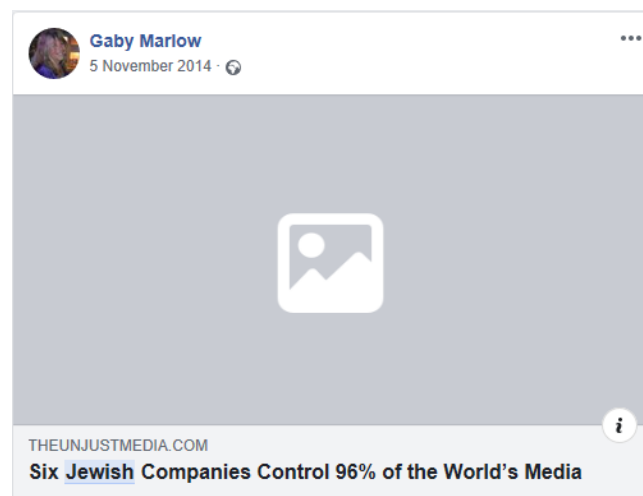 Gaby Marlow
5 November 2014 ·
THEUNJUSTMEDIA.COM
Six Jewish Companies Control 96% of the World's Media